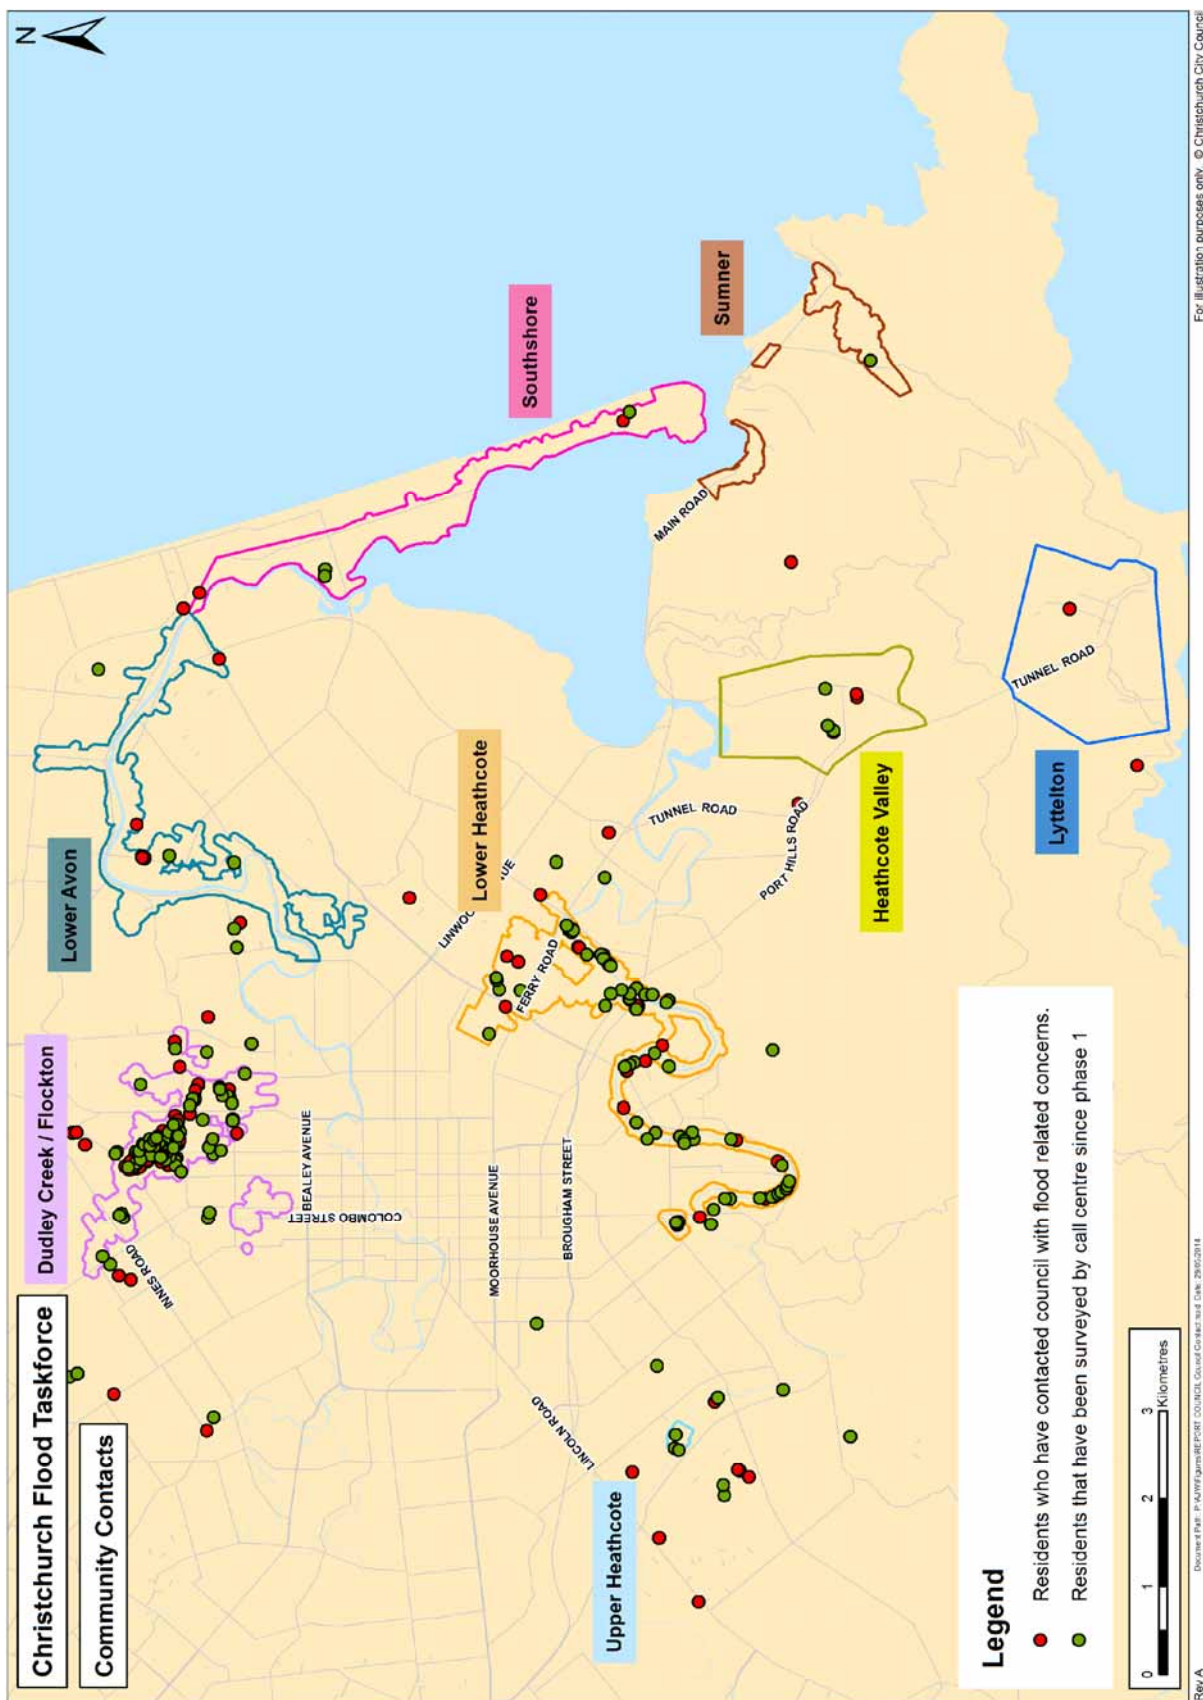 Christchurch Flood Taskforce
Community Contacts
N
Dudley Creek / Flockton
Lower Avon
Southshore
Sumner
Lower Heathcote
Heathcote Valley
Lyttelton
Upper Heathcote
INNES ROAD
BEALEY AVENUE
COLOMBO STREET
MOORHOUSE AVENUE
BROUGHAM STREET
LINCOLN ROAD
FERRY ROAD
TUNNEL ROAD
PORT HILLS ROAD
MAIN ROAD
TUNNEL ROAD
Legend
Residents who have contacted council with flood related concerns.
Residents that have been surveyed by call centre since phase 1
0 1 2 3
Kilometres
Rev A
For illustration purposes only. © Christchurch City Council